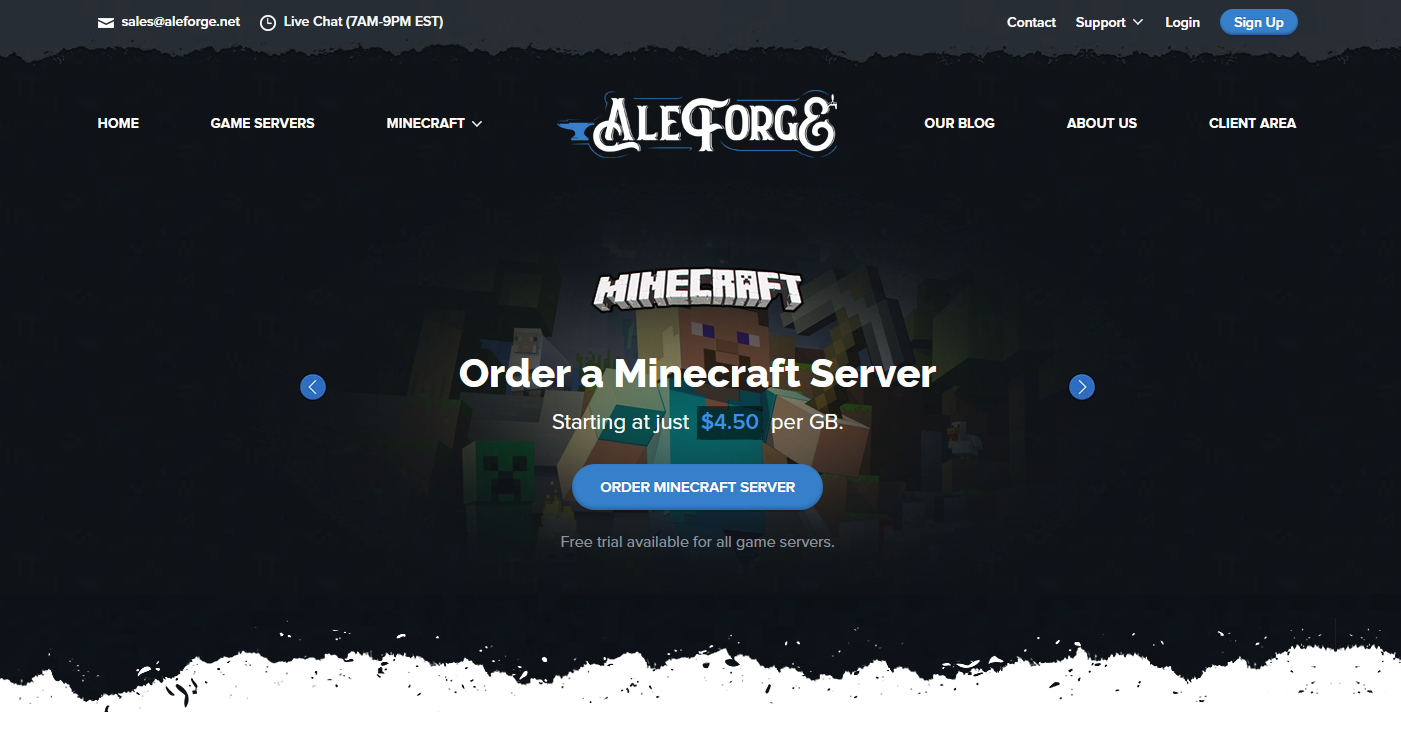 sales@aleforge.net Live Chat (7AM-9PM EST) Contact Support Login Sign Up
HOME GAME SERVERS MINECRAFT ALEFORGE OUR BLOG ABOUT US CLIENT AREA
MINECRAFT
Order a Minecraft Server
Starting at just $4.50 per GB.
ORDER MINECRAFT SERVER
Free trial available for all game servers.